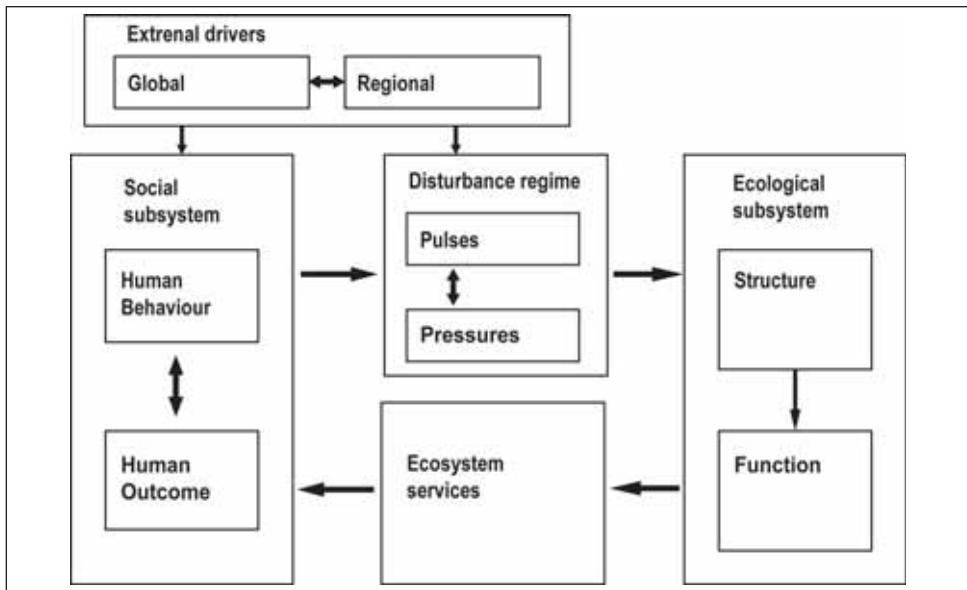 Extrenal drivers
Global
Regional
Social
subsystem
Human
Behaviour
Human
Outcome
Disturbance regime
Pulses
Pressures
Ecosystem
services
Ecological
subsystem
Structure
Function